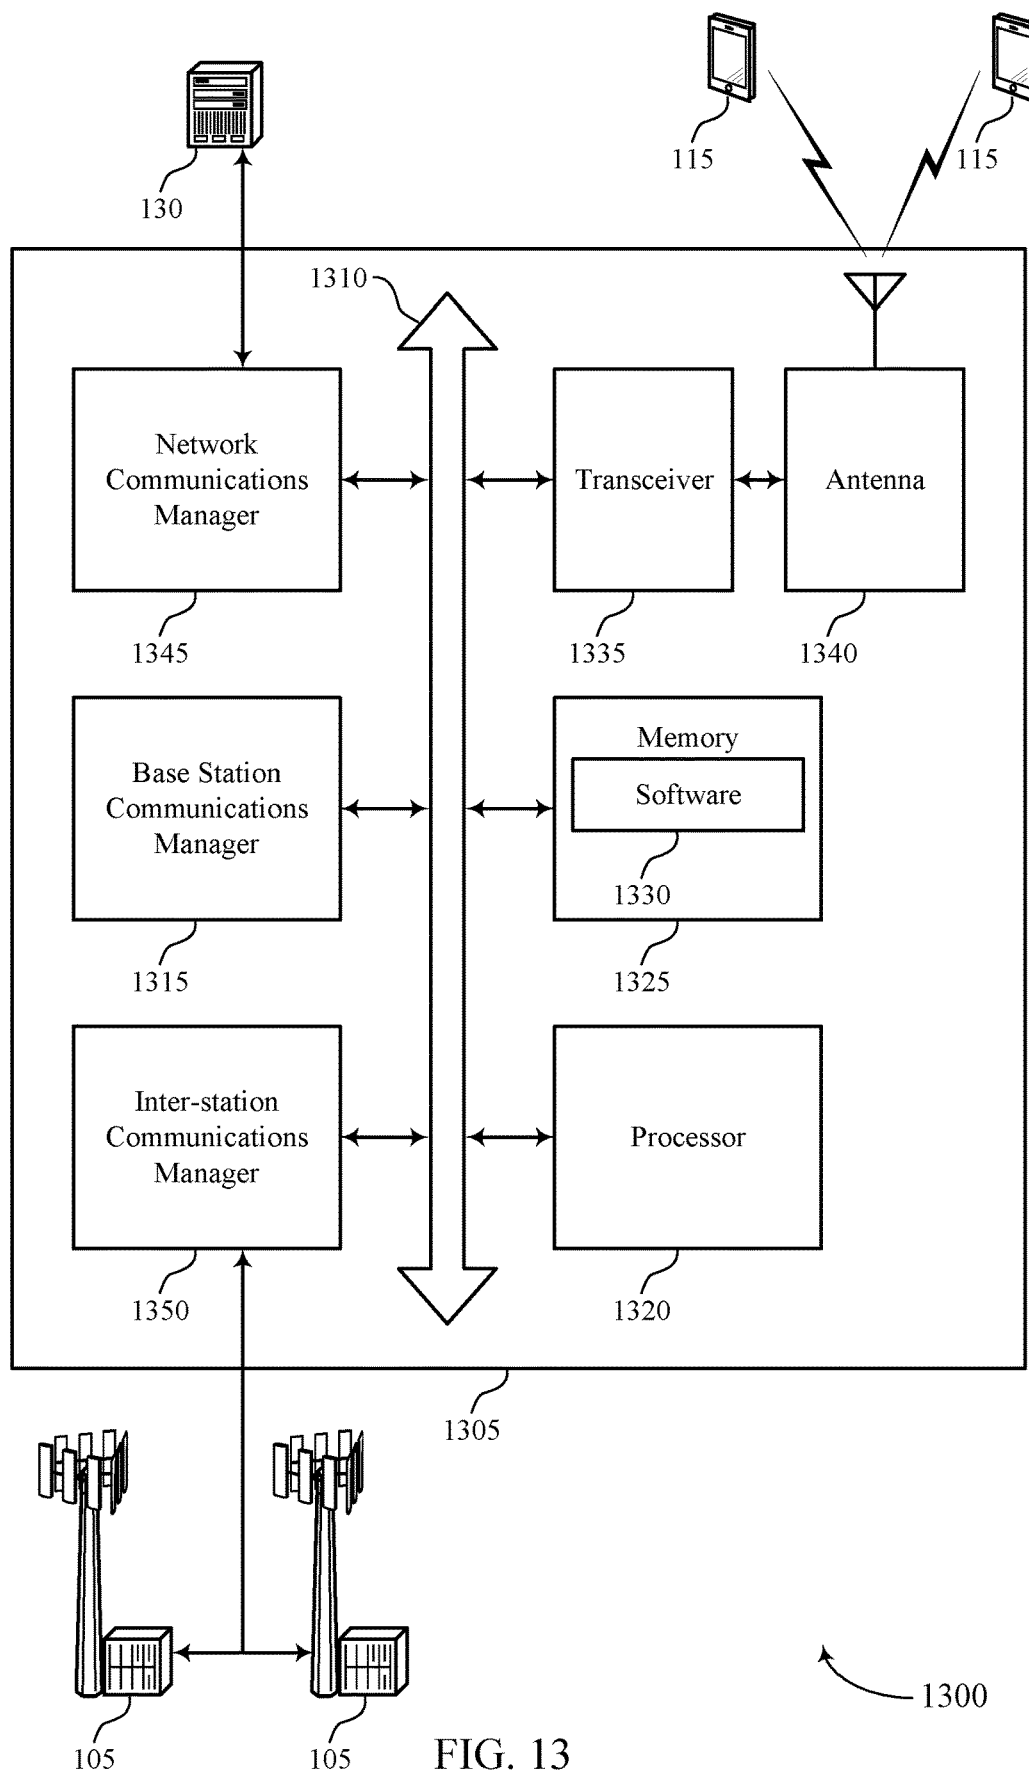 115
115
130
1310
Network
Communications
Manager
Transceiver
Antenna
1345
1335
1340
Base Station
Communications
Manager
Memory
Software
1330
1315
1325
Inter-station
Communications
Manager
Processor
1350
1320
1305
1300
105
105
FIG. 13